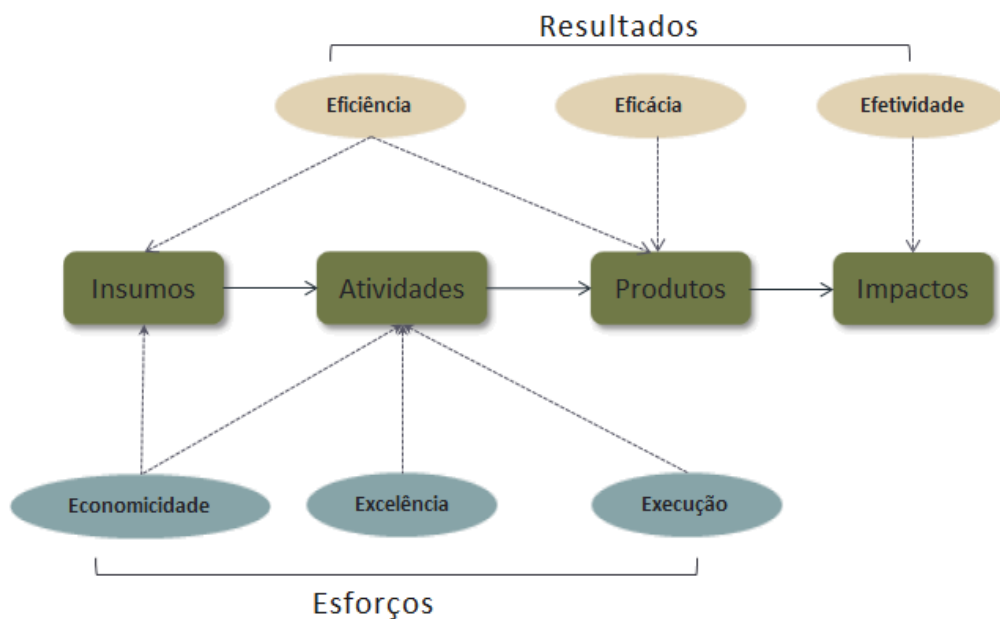 Resultados
Eficiência
Eficácia
Efetividade
Insumos
Atividades
Produtos
Impactos
Economicidade
Excelência
Execução
Esforços